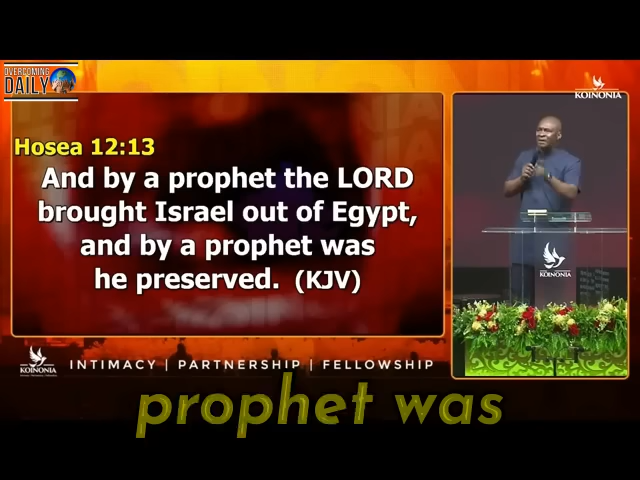 OVERCOMING
DAILY
KOINONIA
Hosea 12:13
And by a prophet the LORD
brought Israel out of Egypt,
and by a prophet was
he preserved. (KJV)
KOINONIA
KOINONIA
INTIMACY | PARTNERSHIP | FELLOWSHIP
prophet was